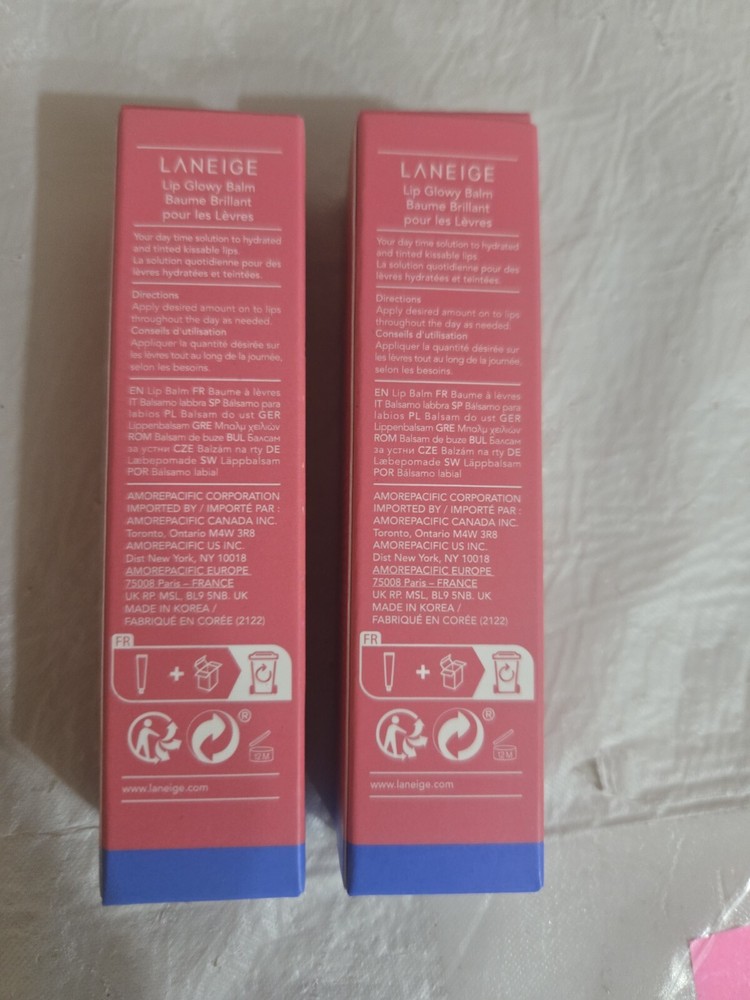 LANEIGE
Lip Glowy Balm
Baume Brillant
pour les Lèvres
Your day time solution to hydrated
and tinted kissable lips.
La solution quotidienne pour des
lèvres hydratées et teintées.
Directions
Apply desired amount on to lips
throughout the day as needed.
Conseils d'utilisation
Appliquer la quantité désirée sur
les lèvres tout au long de la journée,
selon les besoins.
EN Lip Balm FR Baume à lèvres
IT Balsamo labbra SP Bálsamo para
labios PL Balsam do ust GER
Lippenbalsam GRE Μπαλμ χειλιών
ROM Balsam de buze BUL Балсам
за устни CZE Balzám na rty DE
Læbepomade SW Läppbalsam
POR Bálsamo labial
AMOREPACIFIC CORPORATION
IMPORTED BY / IMPORTÉ PAR :
AMOREPACIFIC CANADA INC.
Toronto, Ontario M4W 3R8
AMOREPACIFIC US INC.
Dist New York, NY 10018
AMOREPACIFIC EUROPE
75008 Paris – FRANCE
UK RP. MSL, BL9 5NB. UK
MADE IN KOREA /
FABRIQUÉ EN CORÉE (2122)
FR
®
12M
www.laneige.com
LANEIGE
Lip Glowy Balm
Baume Brillant
pour les Lèvres
Your day time solution to hydrated
and tinted kissable lips.
La solution quotidienne pour des
lèvres hydratées et teintées.
Directions
Apply desired amount on to lips
throughout the day as needed.
Conseils d'utilisation
Appliquer la quantité désirée sur
les lèvres tout au long de la journée,
selon les besoins.
EN Lip Balm FR Baume à lèvres
IT Balsamo labbra SP Bálsamo para
labios PL Balsam do ust GER
Lippenbalsam GRE Μπαλμ χειλιών
ROM Balsam de buze BUL Балсам
за устни CZE Balzám na rty DE
Læbepomade SW Läppbalsam
POR Bálsamo labial
AMOREPACIFIC CORPORATION
IMPORTED BY / IMPORTÉ PAR :
AMOREPACIFIC CANADA INC.
Toronto, Ontario M4W 3R8
AMOREPACIFIC US INC.
Dist New York, NY 10018
AMOREPACIFIC EUROPE
75008 Paris – FRANCE
UK RP. MSL, BL9 5NB. UK
MADE IN KOREA /
FABRIQUÉ EN CORÉE (2122)
FR
®
12M
www.laneige.com